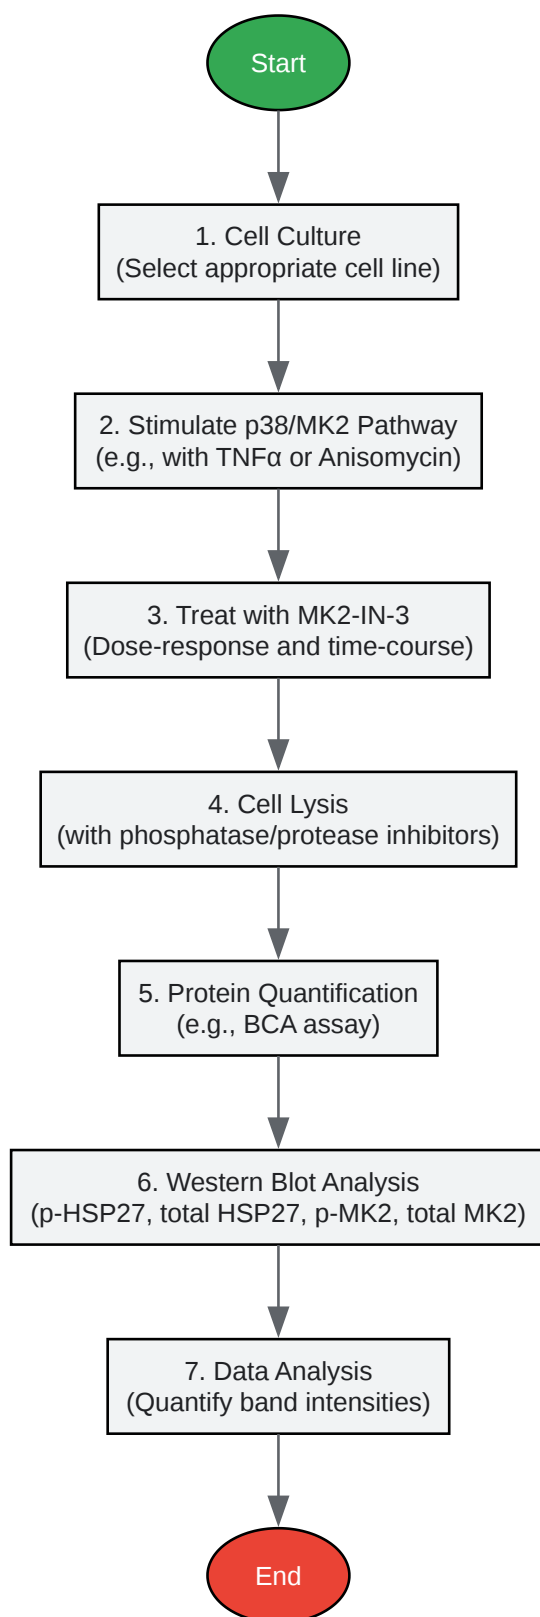 Start
1. Cell Culture
(Select appropriate cell line)
2. Stimulate p38/MK2 Pathway
(e.g., with TNFα or Anisomycin)
3. Treat with MK2-IN-3
(Dose-response and time-course)
4. Cell Lysis
(with phosphatase/protease inhibitors)
5. Protein Quantification
(e.g., BCA assay)
6. Western Blot Analysis
(p-HSP27, total HSP27, p-MK2, total MK2)
7. Data Analysis
(Quantify band intensities)
End